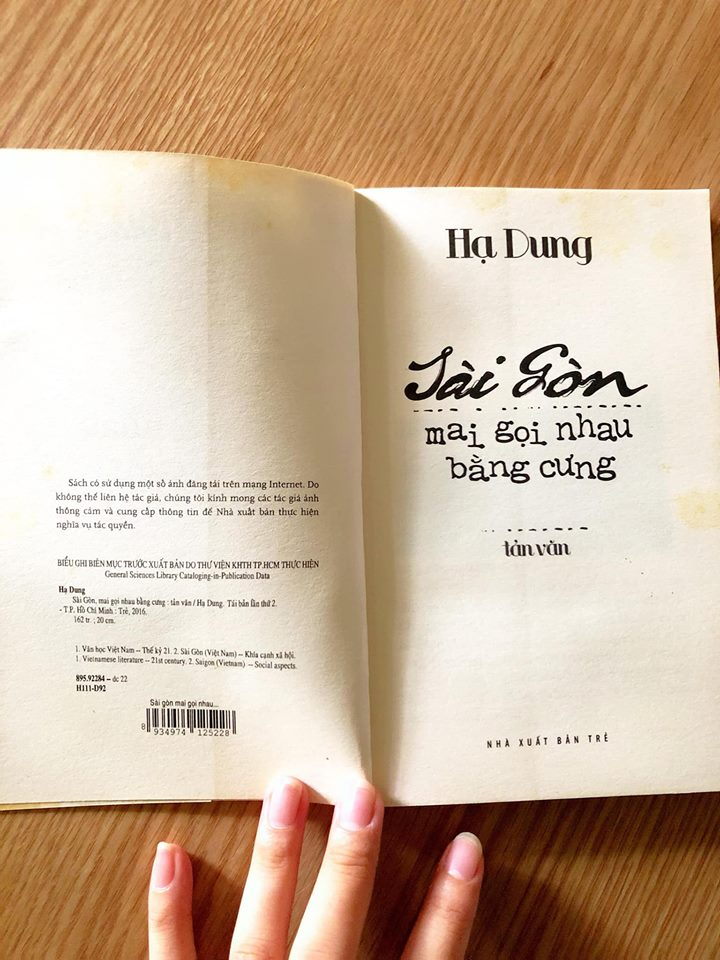 Sách có sử dụng một số ảnh đăng tải trên mạng Internet. Do
không thể liên hệ tác giả, chúng tôi kính mong các tác giả ảnh
thông cảm và cung cấp thông tin để Nhà xuất bản thực hiện
nghĩa vụ tác quyền.
BIỂU GHI BIÊN MỤC TRƯỚC XUẤT BẢN DO THƯ VIỆN KHTH TP.HCM THỰC HIỆN
General Sciences Library Cataloging-in-Publication Data
Hạ Dung
Sài Gòn, mai gọi nhau bằng cưng : tản văn / Hạ Dung. Tái bản lần thứ 2.
- T.P. Hồ Chí Minh : Trẻ, 2016.
162 tr. ; 20 cm.
1. Văn học Việt Nam -- Thế kỷ 21. 2. Sài Gòn (Việt Nam) -- Khía cạnh xã hội.
1. Vietnamese literature -- 21st century. 2. Saigon (Vietnam) -- Social aspects.
895.92284 -- dc 22
H111-D92
Sài gòn mai gọi nhau...
8 934974 125228
Hạ Dung
Sài Gòn
mai gọi nhau
bằng cưng
tản văn
NHÀ XUẤT BẢN TRẺ